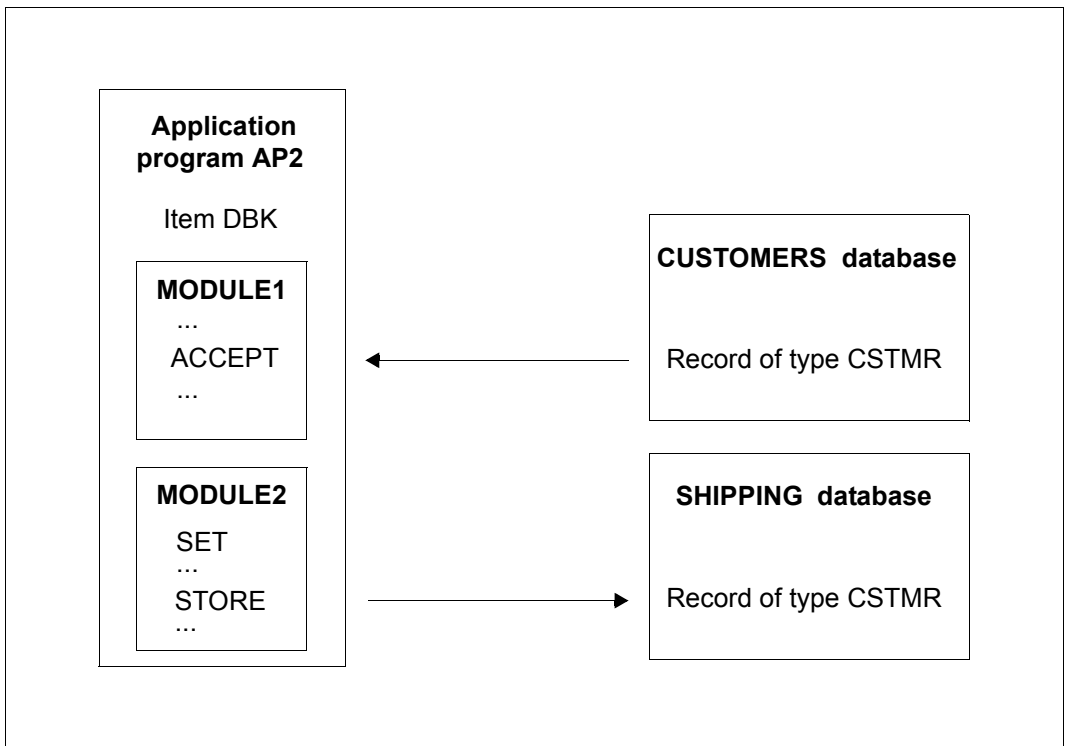 Application
program AP2
Item DBK
MODULE1
...
ACCEPT
...
MODULE2
SET
...
STORE
...
CUSTOMERS database
Record of type CSTMR
SHIPPING database
Record of type CSTMR